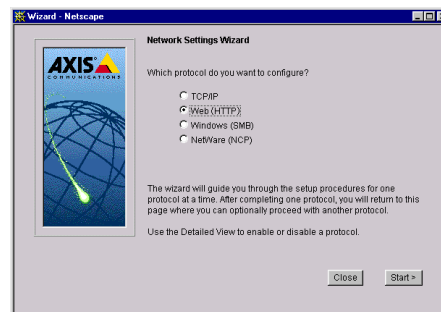 Wizard - Netscape
Network Settings Wizard
AXIS
COMMUNICATIONS
Which protocol do you want to configure?
TCP/IP
Web (HTTP)
Windows (SMB)
NetWare (NCP)
The wizard will guide you through the setup procedures for one
protocol at a time. After completing one protocol, you will return to this
page where you can optionally proceed with another protocol.
Use the Detailed View to enable or disable a protocol.
Close
Start >